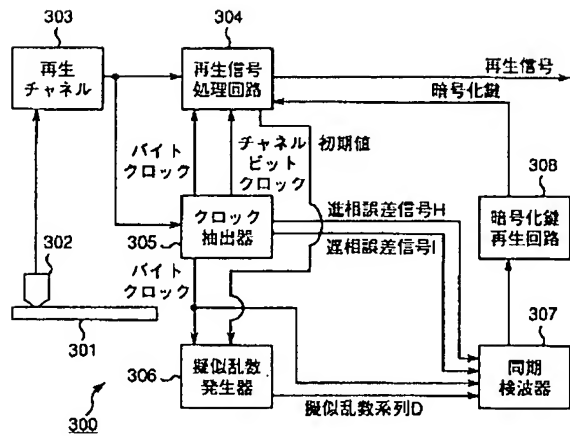 303
304
再生
チャネル
再生信号
処理回路
再生信号
暗号化鍵
バイト
クロック
チャネル
ビット
クロック
初期値
308
302
305
クロック
抽出器
進相誤差信号H
遅相誤差信号I
暗号化鍵
再生回路
バイト
クロック
301
307
306
擬似乱数
発生器
同期
検波器
擬似乱数系列D
300